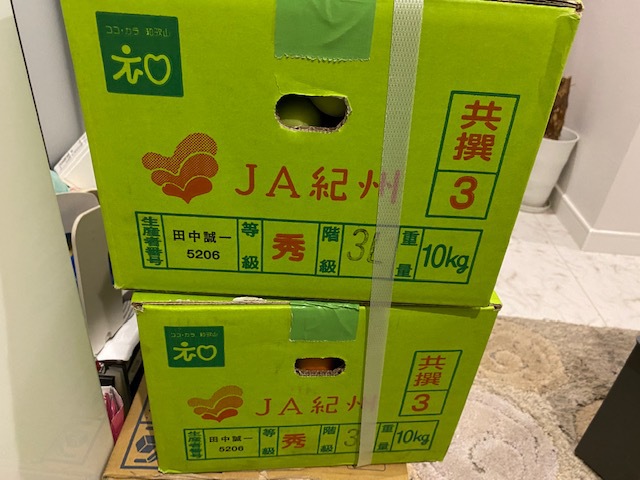 ココ・カラ 和歌山
和
JA紀州
共撰
3
生産者番号
田中誠一
5206
等級
秀
階級
3L
重量
10kg
ココ・カラ 和歌山
和
JA紀州
共撰
3
生産者番号
田中誠一
5206
等級
秀
階級
3
重量
10kg